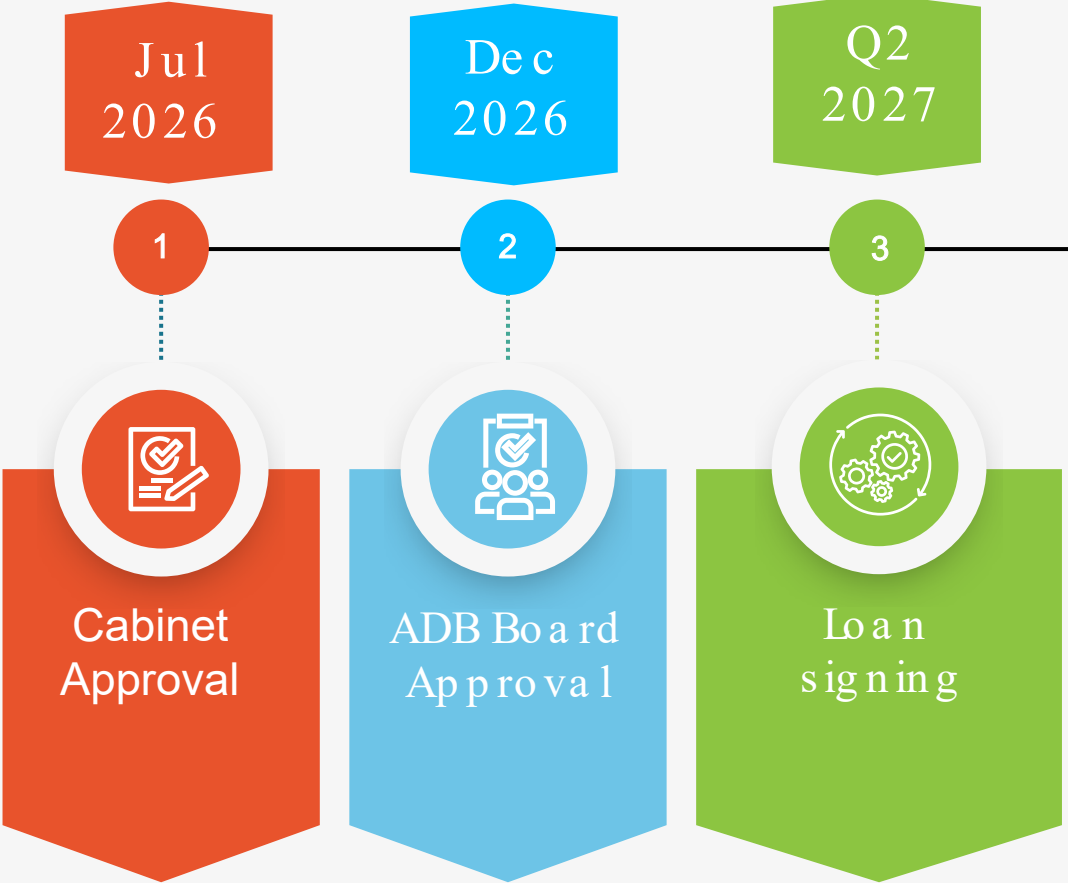 Jul
2026
Dec
2026
Q2
2027
1
2
3
Cabinet
Approval
ADB Board
Approval
Loan
signing